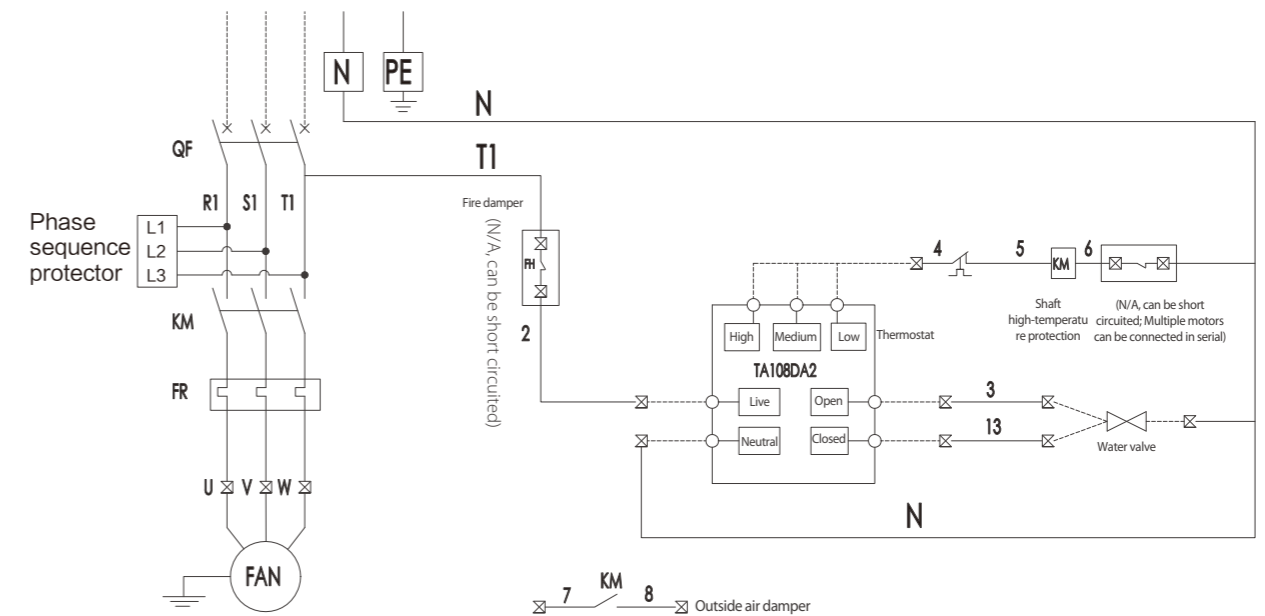 N
PE
N
QF
T1
R1
S1
T1
Fire damper
(N/A, can be short circuited)
FH
2
Phase
sequence
protector
L1
L2
L3
KM
FR
U
V
W
FAN
4
5
KM
6
Shaft
high-temperatu
re protection
(N/A, can be short
circuited; Multiple motors
can be connected in serial)
High
Medium
Low
Thermostat
TA108DA2
Live
Open
3
Neutral
Closed
13
Water valve
N
7
KM
8
Outside air damper